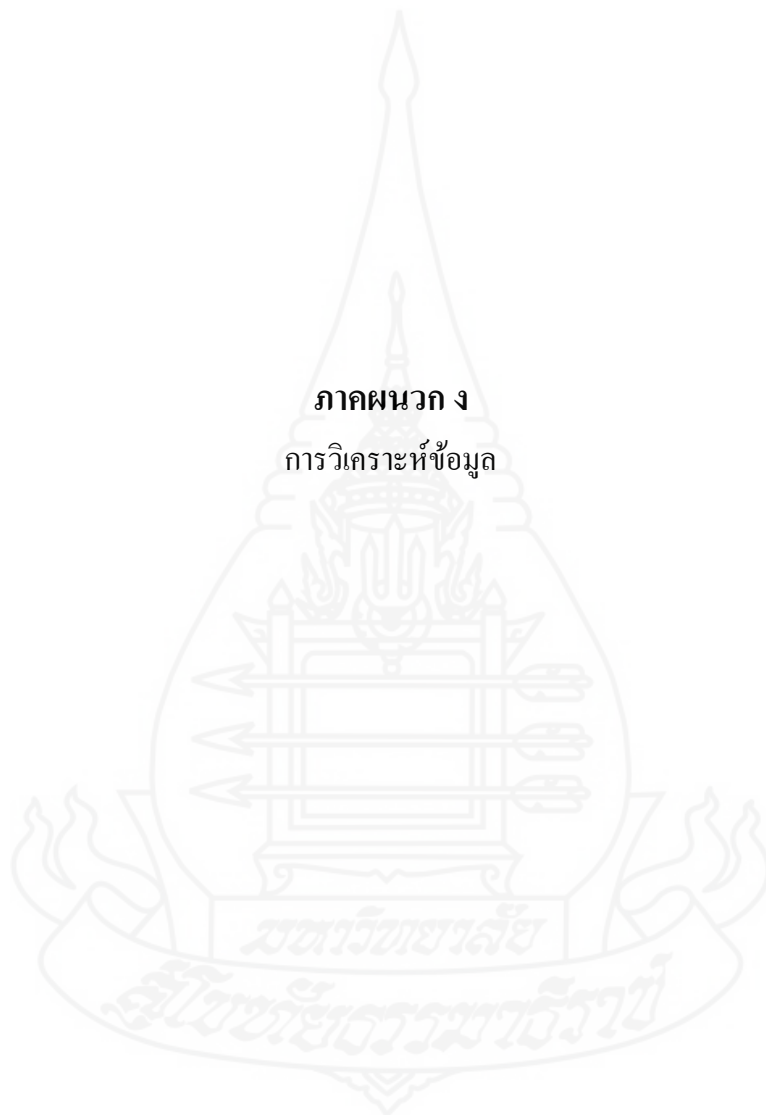 ภาคผนวก ง
การวิเคราะห์ข้อมูล
มหาวิทยาลัย
สุโขทัยธรรมาธิราช